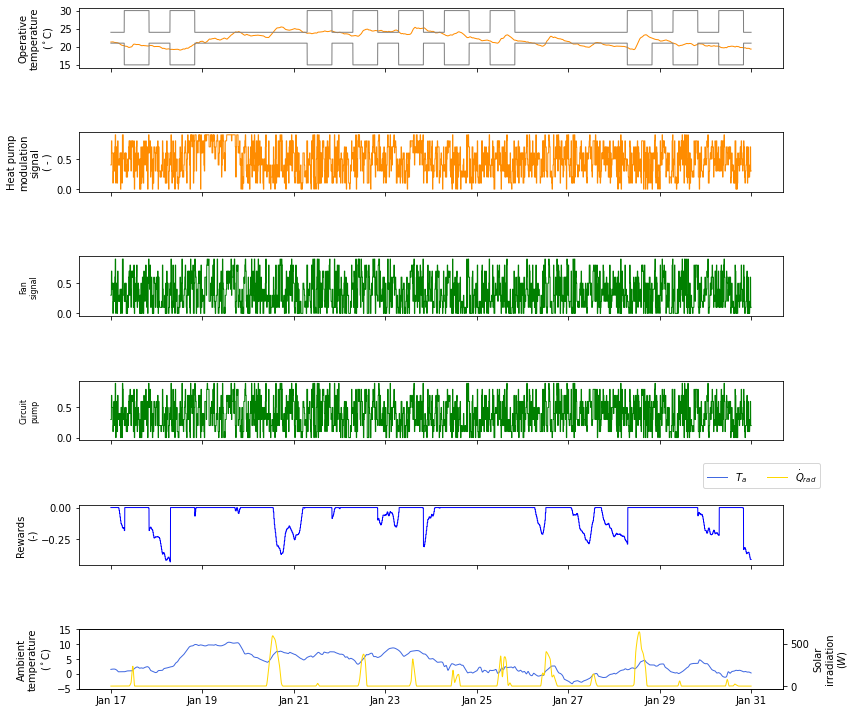 Operative
temperature
(°C)
30
25
20
15
Heat pump
modulation
signal
( - )
0.5
0.0
Fan
signal
0.5
0.0
Circuit
pump
0.5
0.0
T_a
Q̇_rad
Rewards
(-)
0.00
−0.25
Ambient
temperature
(°C)
15
10
5
0
−5
500
0
Solar
irradiation
(W)
Jan 17 Jan 19 Jan 21 Jan 23 Jan 25 Jan 27 Jan 29 Jan 31